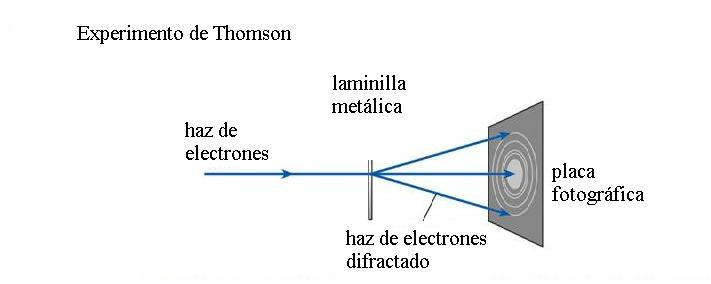 Experimento de Thomson
laminilla
metálica
haz de
electrones
placa
fotográfica
haz de electrones
difractado